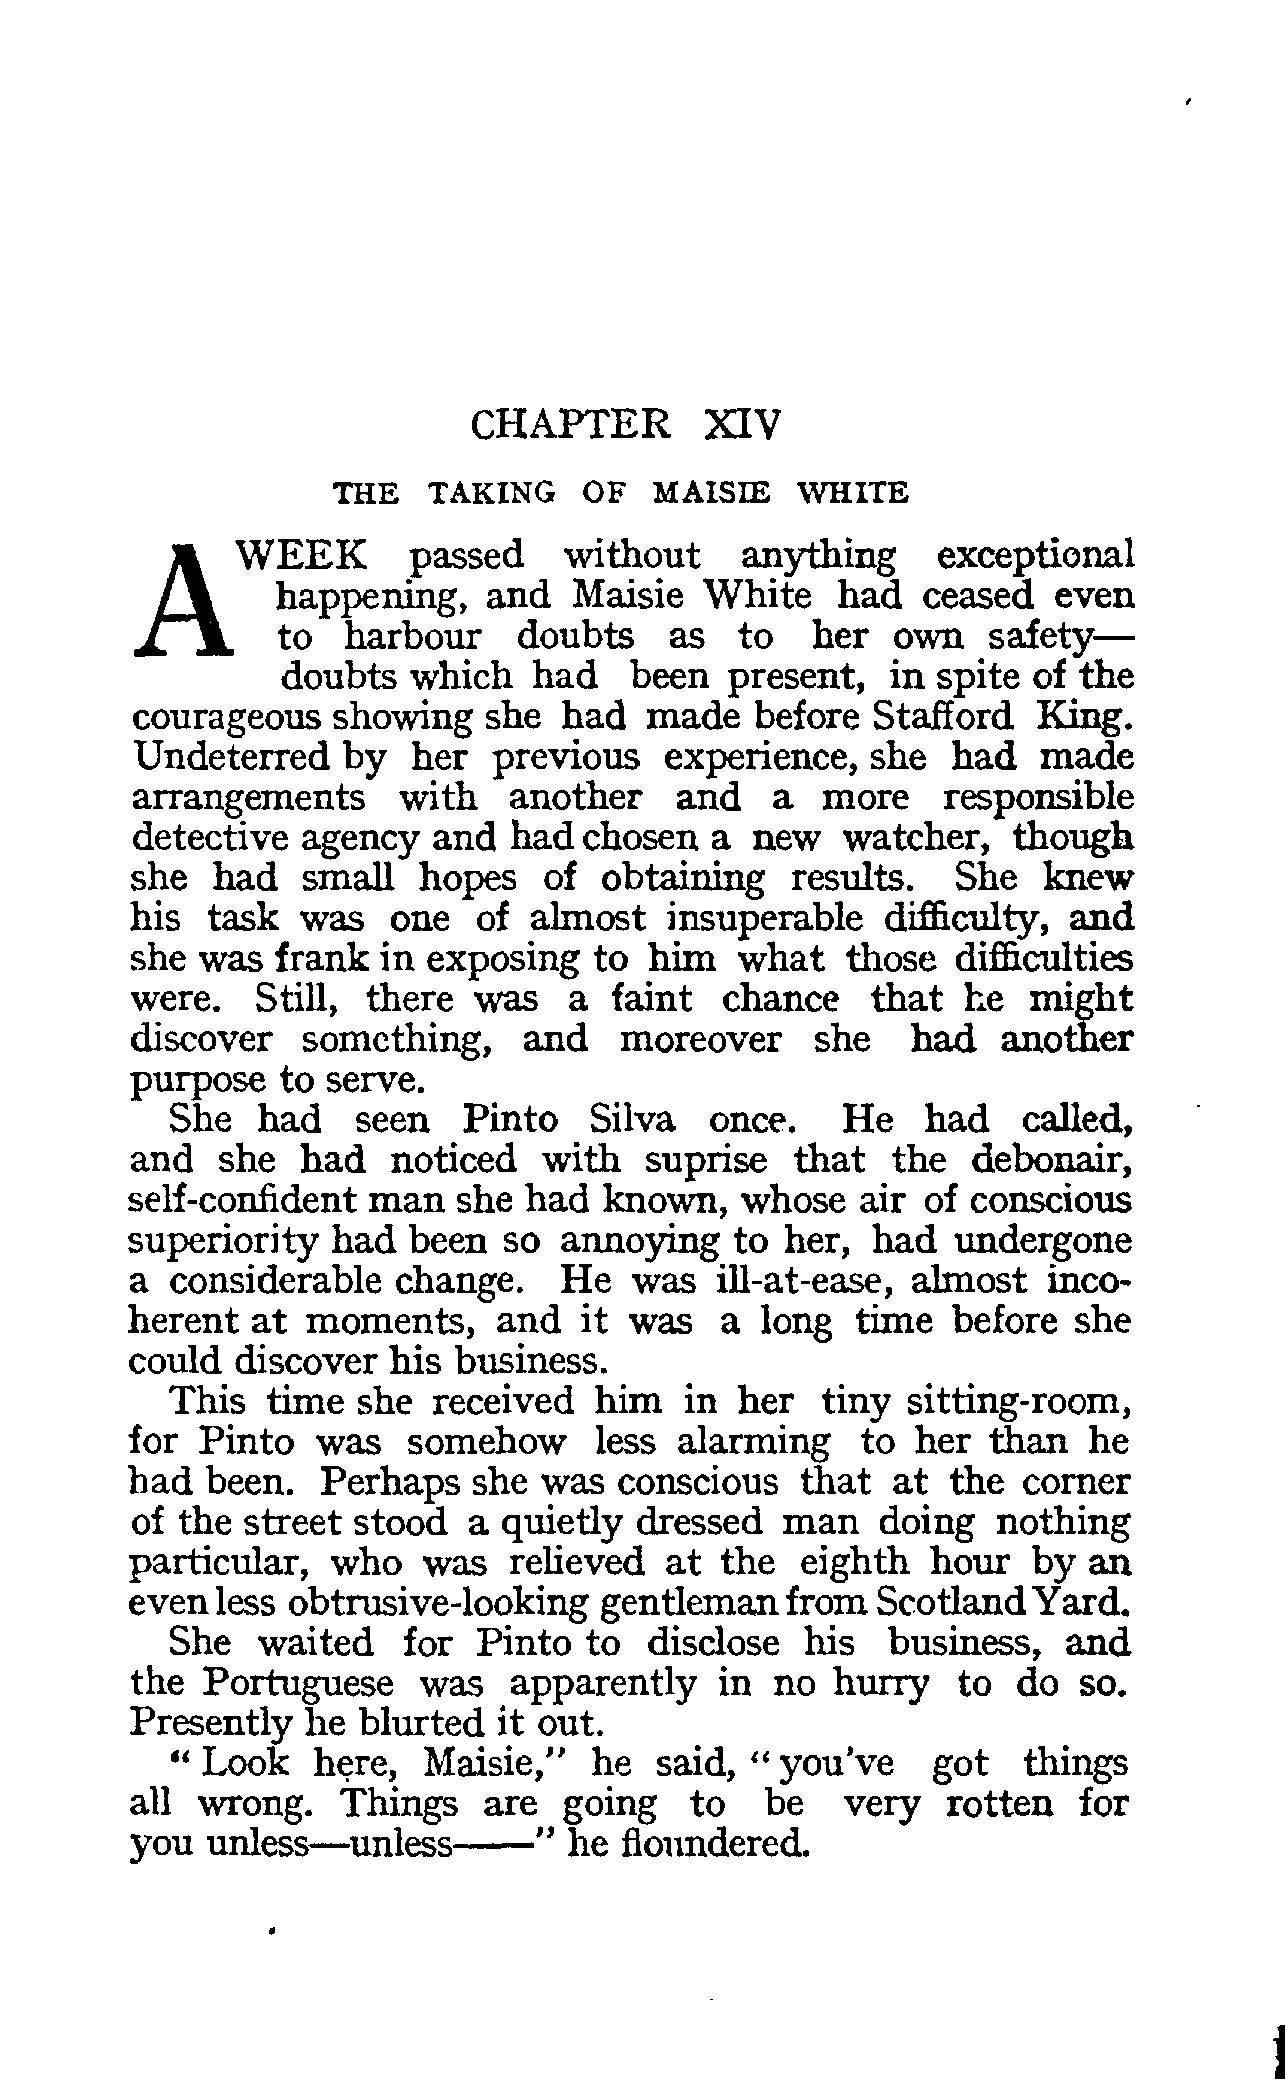 CHAPTER XIV
THE TAKING OF MAISIE WHITE
A WEEK passed without anything exceptional
happening, and Maisie White had ceased even
to harbour doubts as to her own safety—
doubts which had been present, in spite of the
courageous showing she had made before Stafford King.
Undeterred by her previous experience, she had made
arrangements with another and a more responsible
detective agency and had chosen a new watcher, though
she had small hopes of obtaining results. She knew
his task was one of almost insuperable difficulty, and
she was frank in exposing to him what those difficulties
were. Still, there was a faint chance that he might
discover something, and moreover she had another
purpose to serve.
She had seen Pinto Silva once. He had called,
and she had noticed with suprise that the debonair,
self-confident man she had known, whose air of conscious
superiority had been so annoying to her, had undergone
a considerable change. He was ill-at-ease, almost inco-
herent at moments, and it was a long time before she
could discover his business.
This time she received him in her tiny sitting-room,
for Pinto was somehow less alarming to her than he
had been. Perhaps she was conscious that at the corner
of the street stood a quietly dressed man doing nothing
particular, who was relieved at the eighth hour by an
even less obtrusive-looking gentleman from Scotland Yard.
She waited for Pinto to disclose his business, and
the Portuguese was apparently in no hurry to do so.
Presently he blurted it out.
“ Look here, Maisie,” he said, “ you've got things
all wrong. Things are going to be very rotten for
you unless—unless——” he floundered.